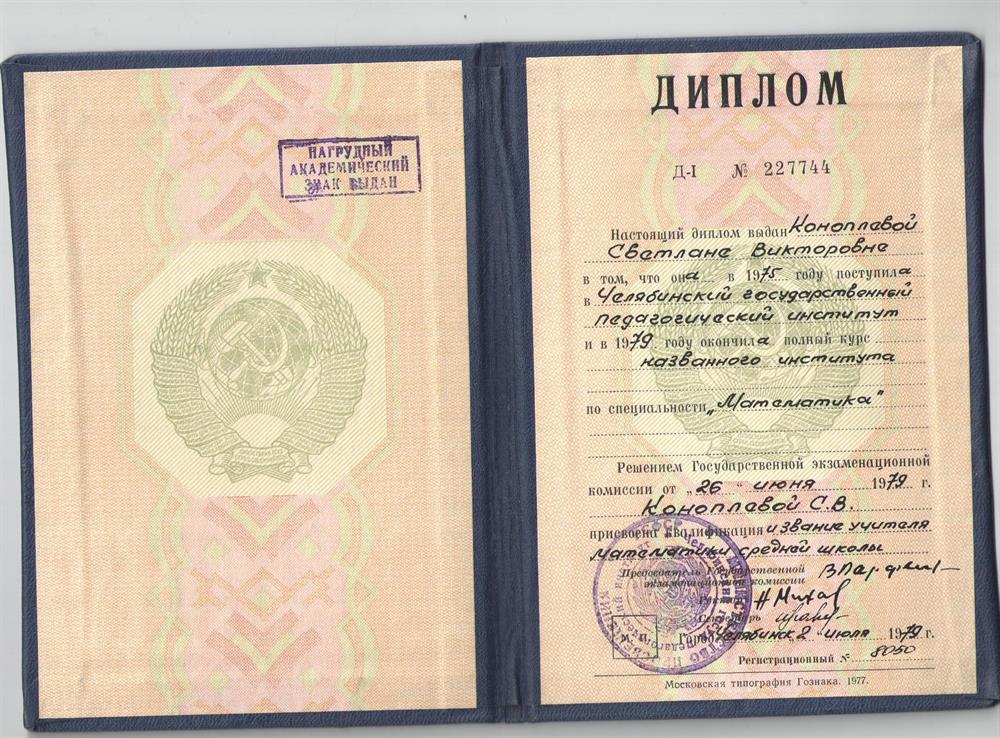 НАГРУДНЫЙ
АКАДЕМИЧЕСКИЙ
ЗНАК ВЫДАН
ДИПЛОМ
Д-I № 227744
Настоящий диплом выдан Коноплевой
Светлане Викторовне
в том, что она в 1975 году поступила
в Челябинский государственный
педагогический институт
и в 1979 году окончила полный курс
названного института
по специальности „Математика"
Решением Государственной экзаменационной
комиссии от „26 " июня 1979 г.
Коноплевой С.В.
присвоена квалификация и звание учителя
математики средней школы
Председатель Государственной
экзаменационной комиссии
Ректор
Секретарь
М. П. Город Челябинск 2 " июля 1979 г.
Регистрационный № 8050
Московская типография Гознака. 1977.